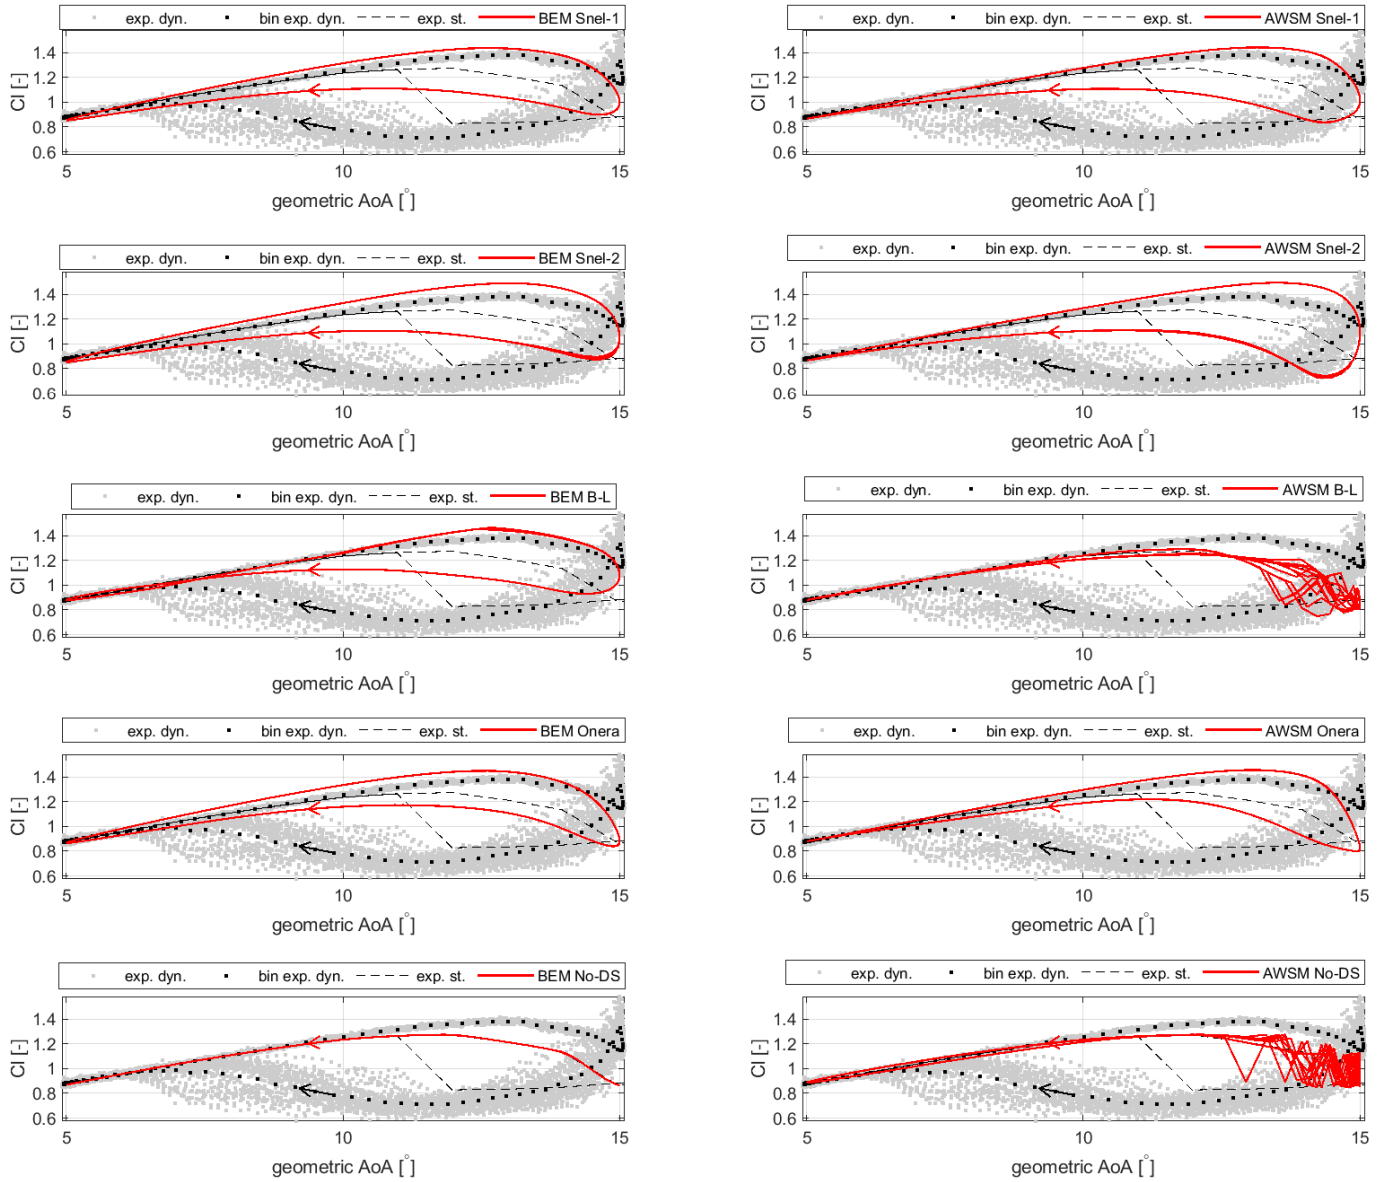 exp. dyn. bin exp. dyn. exp. st. BEM Snel-1
1.4
1.2
1
0.8
0.6
Cl [-]
5 10 15
geometric AoA [°]
exp. dyn. bin exp. dyn. exp. st. AWSM Snel-1
1.4
1.2
1
0.8
0.6
Cl [-]
5 10 15
geometric AoA [°]
exp. dyn. bin exp. dyn. exp. st. BEM Snel-2
1.4
1.2
1
0.8
0.6
Cl [-]
5 10 15
geometric AoA [°]
exp. dyn. bin exp. dyn. exp. st. AWSM Snel-2
1.4
1.2
1
0.8
0.6
Cl [-]
5 10 15
geometric AoA [°]
exp. dyn. bin exp. dyn. exp. st. BEM B-L
1.4
1.2
1
0.8
0.6
Cl [-]
5 10 15
geometric AoA [°]
exp. dyn. bin exp. dyn. exp. st. AWSM B-L
1.4
1.2
1
0.8
0.6
Cl [-]
5 10 15
geometric AoA [°]
exp. dyn. bin exp. dyn. exp. st. BEM Onera
1.4
1.2
1
0.8
0.6
Cl [-]
5 10 15
geometric AoA [°]
exp. dyn. bin exp. dyn. exp. st. AWSM Onera
1.4
1.2
1
0.8
0.6
Cl [-]
5 10 15
geometric AoA [°]
exp. dyn. bin exp. dyn. exp. st. BEM No-DS
1.4
1.2
1
0.8
0.6
Cl [-]
5 10 15
geometric AoA [°]
exp. dyn. bin exp. dyn. exp. st. AWSM No-DS
1.4
1.2
1
0.8
0.6
Cl [-]
5 10 15
geometric AoA [°]